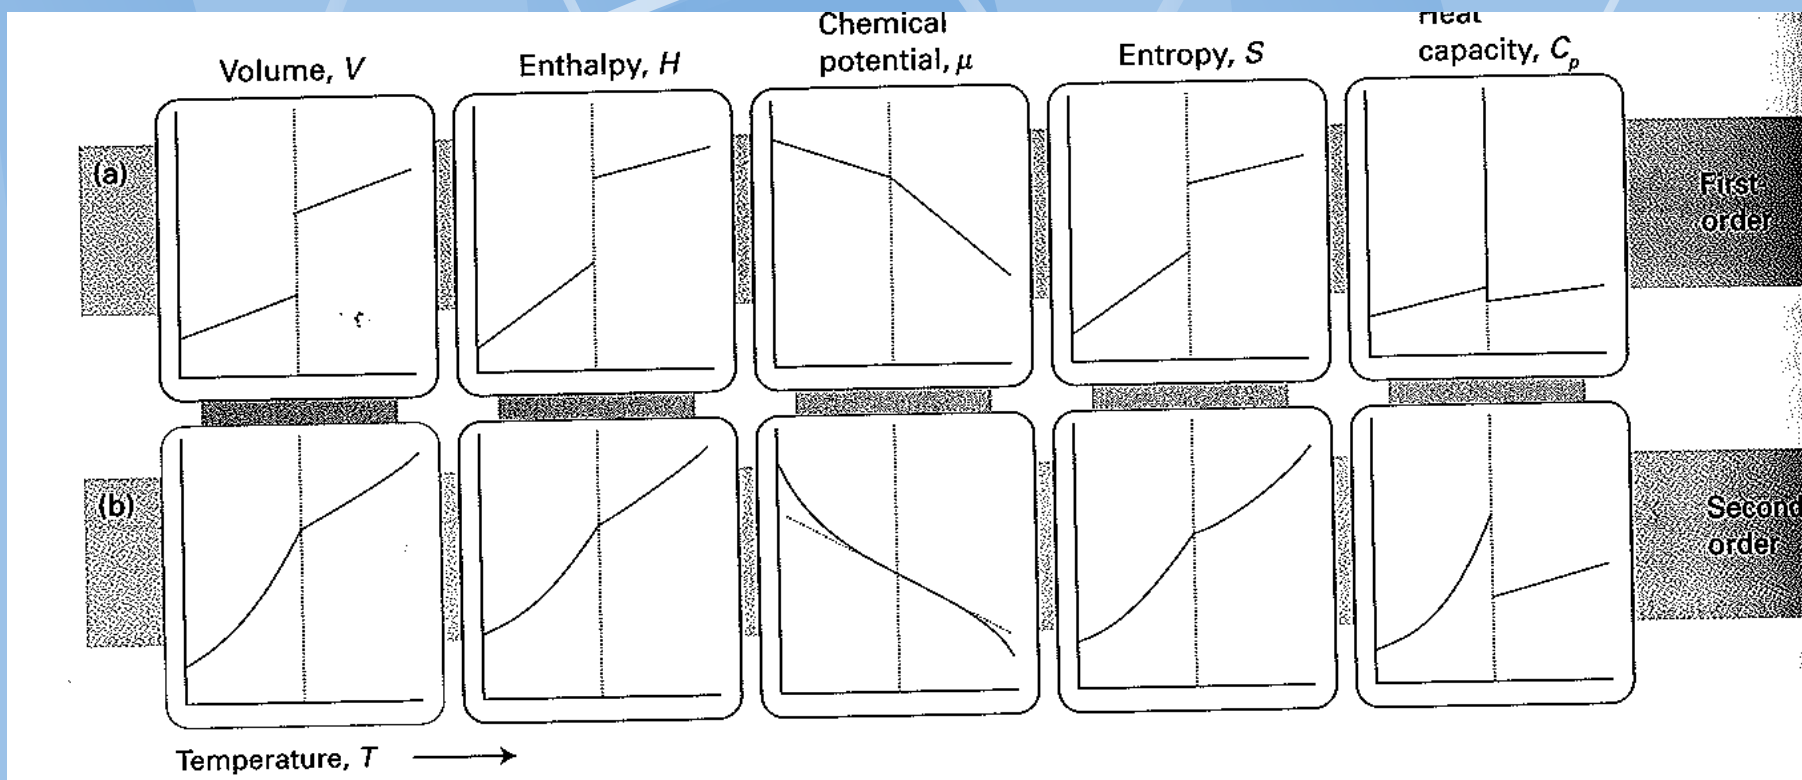 Volume, V
Enthalpy, H
Chemical
potential, μ
Entropy, S
Heat
capacity, Cp
(a)
First
order
(b)
Second
order
Temperature, T